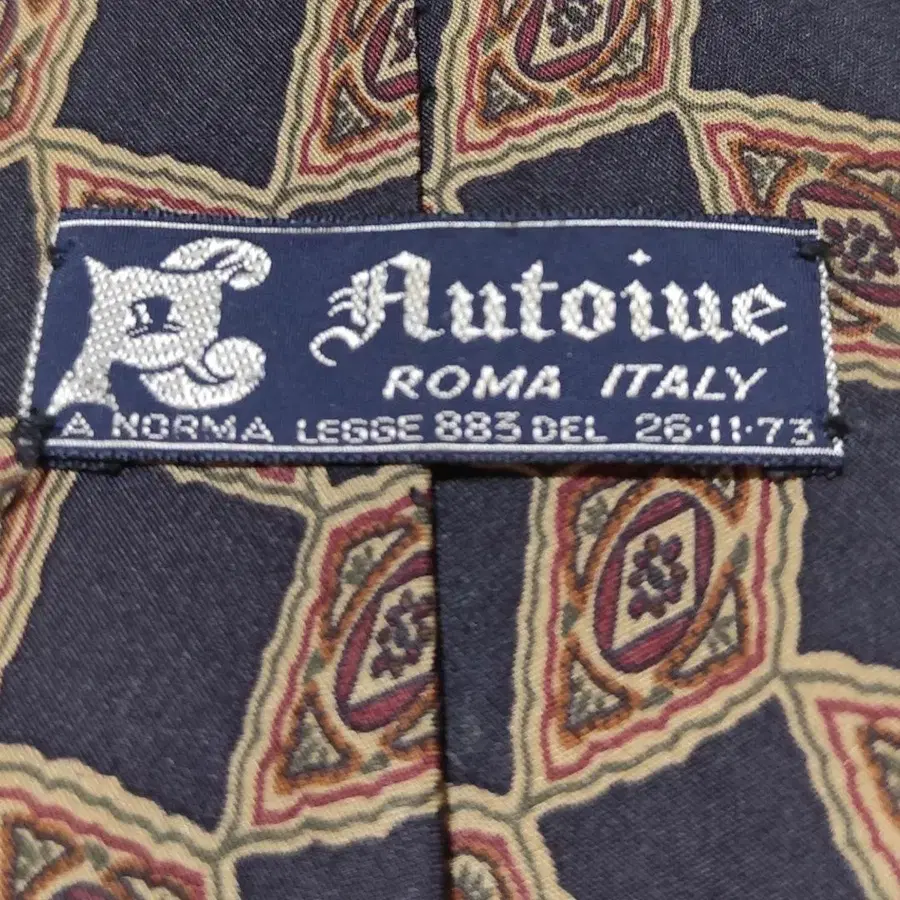 Autoiue
ROMA ITALY
A NORMA LEGGE 883 DEL 26·11·73